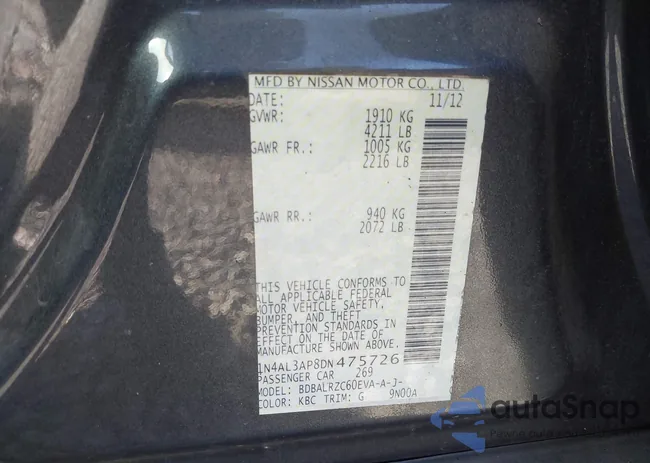 MFD BY NISSAN MOTOR CO., LTD.
DATE: 11/12
GVWR: 1910 KG
4211 LB
GAWR FR.: 1005 KG
2216 LB
GAWR RR.: 940 KG
2072 LB
THIS VEHICLE CONFORMS TO
ALL APPLICABLE FEDERAL
MOTOR VEHICLE SAFETY,
BUMPER, AND THEFT
PREVENTION STANDARDS IN
EFFECT ON THE DATE OF
MANUFACTURE SHOWN ABOVE.
1N4AL3AP8DN475726
PASSENGER CAR 269
MODEL: BDBALRZC60EVA-A-J-
COLOR: KBC TRIM: G 9N00A
autoSnap